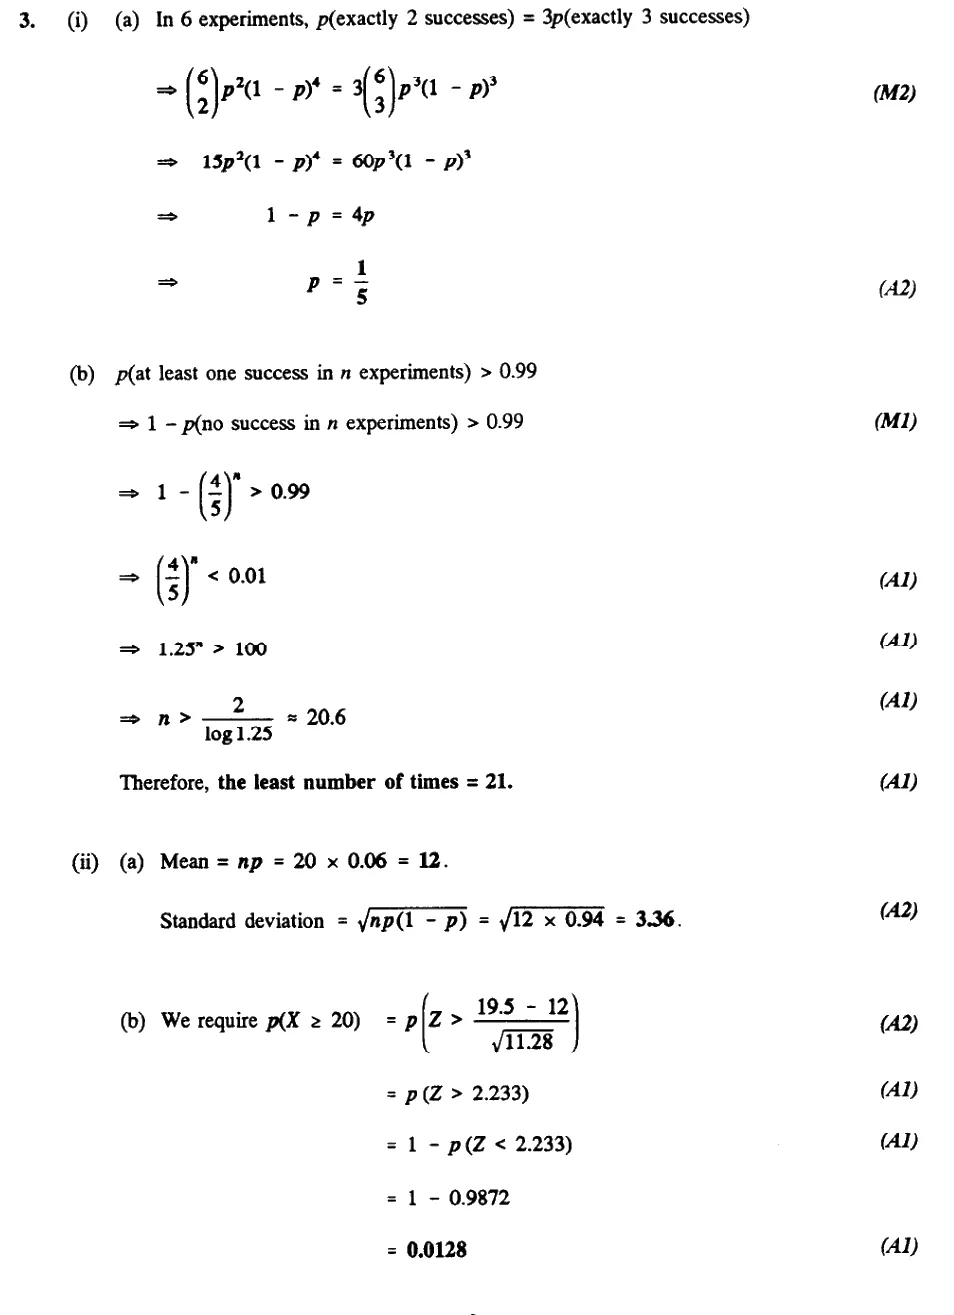 3. (i) (a) In 6 experiments, p(exactly 2 successes) = 3p(exactly 3 successes)
⇒ (6 2)p²(1 - p)⁴ = 3(6 3)p³(1 - p)³ (M2)
⇒ 15p²(1 - p)⁴ = 60p³(1 - p)³
⇒ 1 - p = 4p
⇒ p = 1/5 (A2)
(b) p(at least one success in n experiments) > 0.99
⇒ 1 - p(no success in n experiments) > 0.99 (M1)
⇒ 1 - (4/5)ⁿ > 0.99
⇒ (4/5)ⁿ < 0.01 (A1)
⇒ 1.25ⁿ > 100 (A1)
⇒ n > 2/log 1.25 ≈ 20.6 (A1)
Therefore, the least number of times = 21. (A1)
(ii) (a) Mean = np = 20 × 0.06 = 12.
Standard deviation = √(np(1 - p)) = √(12 × 0.94) = 3.36. (A2)
(b) We require p(X ≥ 20) = p(Z > (19.5 - 12)/√11.28) (A2)
= p(Z > 2.233) (A1)
= 1 - p(Z < 2.233) (A1)
= 1 - 0.9872
= 0.0128 (A1)